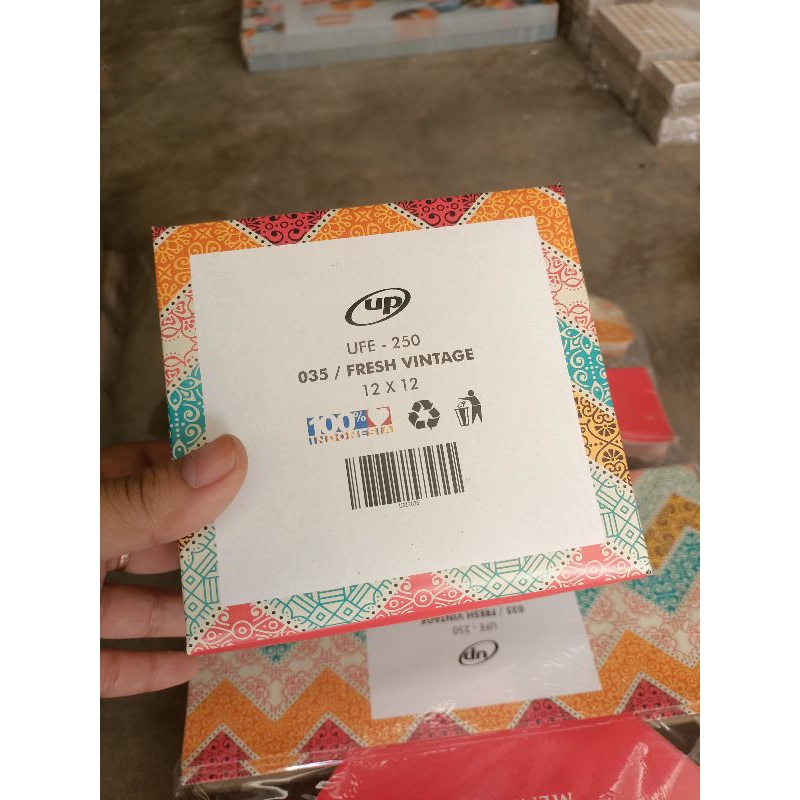 up
UFE - 250
035 / FRESH VINTAGE
12 X 12
100%
INDONESIA
035 / FRESH VINTAGE
UFE - 250
up